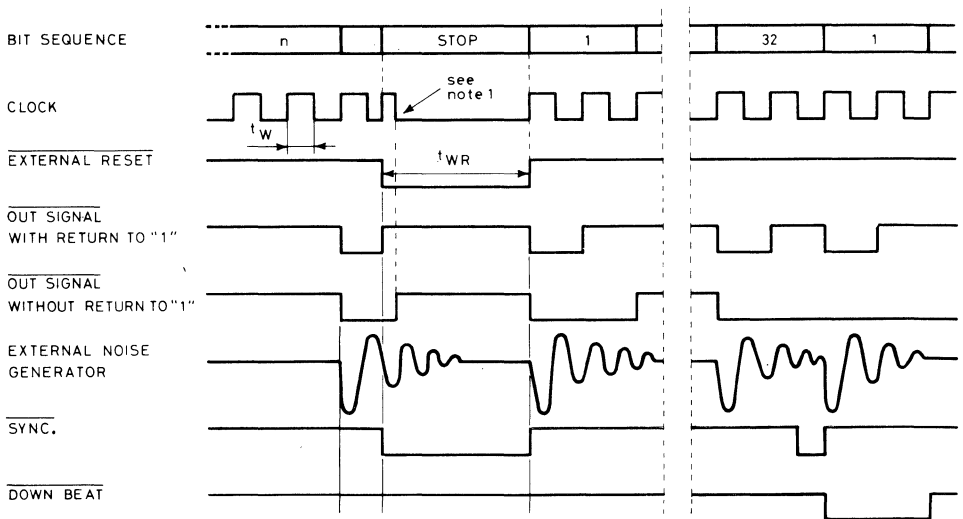 BIT SEQUENCE
n
STOP
1
32
1
CLOCK
see
note 1
tW
EXTERNAL RESET
tWR
OUT SIGNAL
WITH RETURN TO "1"
OUT SIGNAL
WITHOUT RETURN TO "1"
EXTERNAL NOISE
GENERATOR
SYNC.
DOWN BEAT